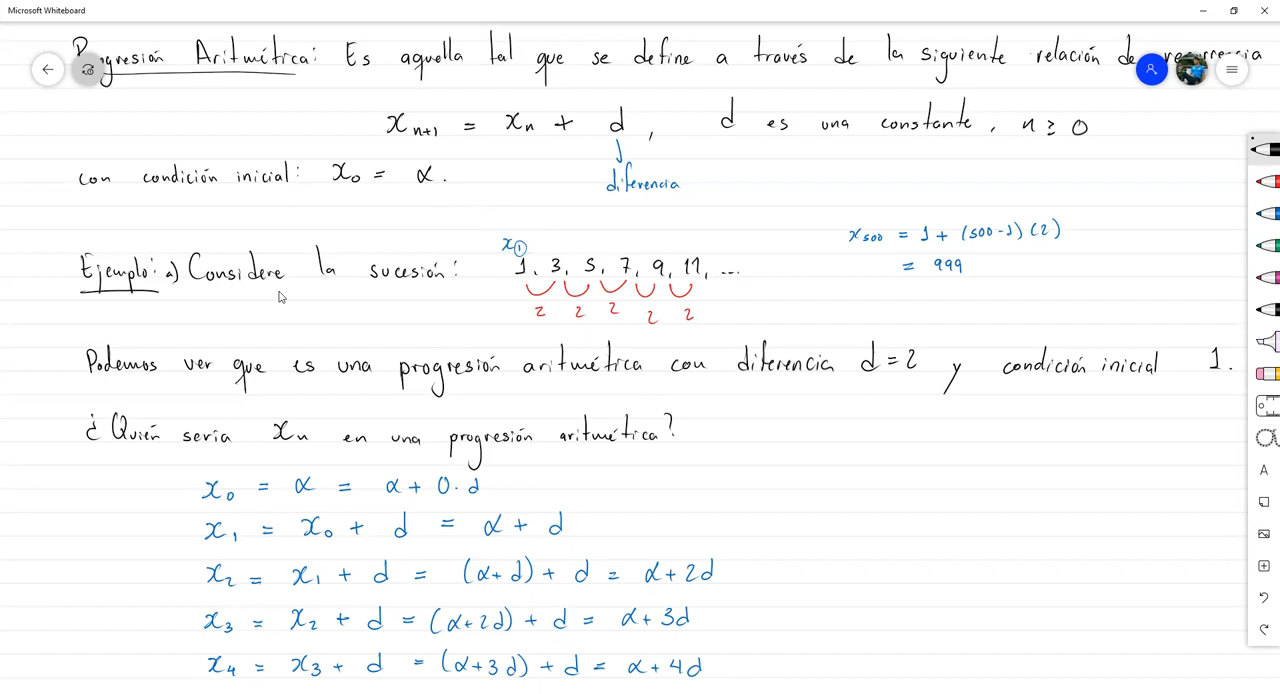 Microsoft Whiteboard
Progresión Aritmética: Es aquella tal que se define a través de la siguiente relación de recurrencia
x_{n+1} = x_n + d, d es una constante, n ≥ 0
diferencia
con condición inicial: x_0 = α.
Ejemplo: a) Considere la sucesión: 1, 3, 5, 7, 9, 11, ...
x_1
2 2 2 2 2
x_500 = 1 + (500-1)(2)
= 999
Podemos ver que es una progresión aritmética con diferencia d=2 y condición inicial 1.
¿Quién sería x_n en una progresión aritmética?
x_0 = α = α + 0·d
x_1 = x_0 + d = α + d
x_2 = x_1 + d = (α+d) + d = α+2d
x_3 = x_2 + d = (α+2d) + d = α+3d
x_4 = x_3 + d = (α+3d) + d = α+4d
A